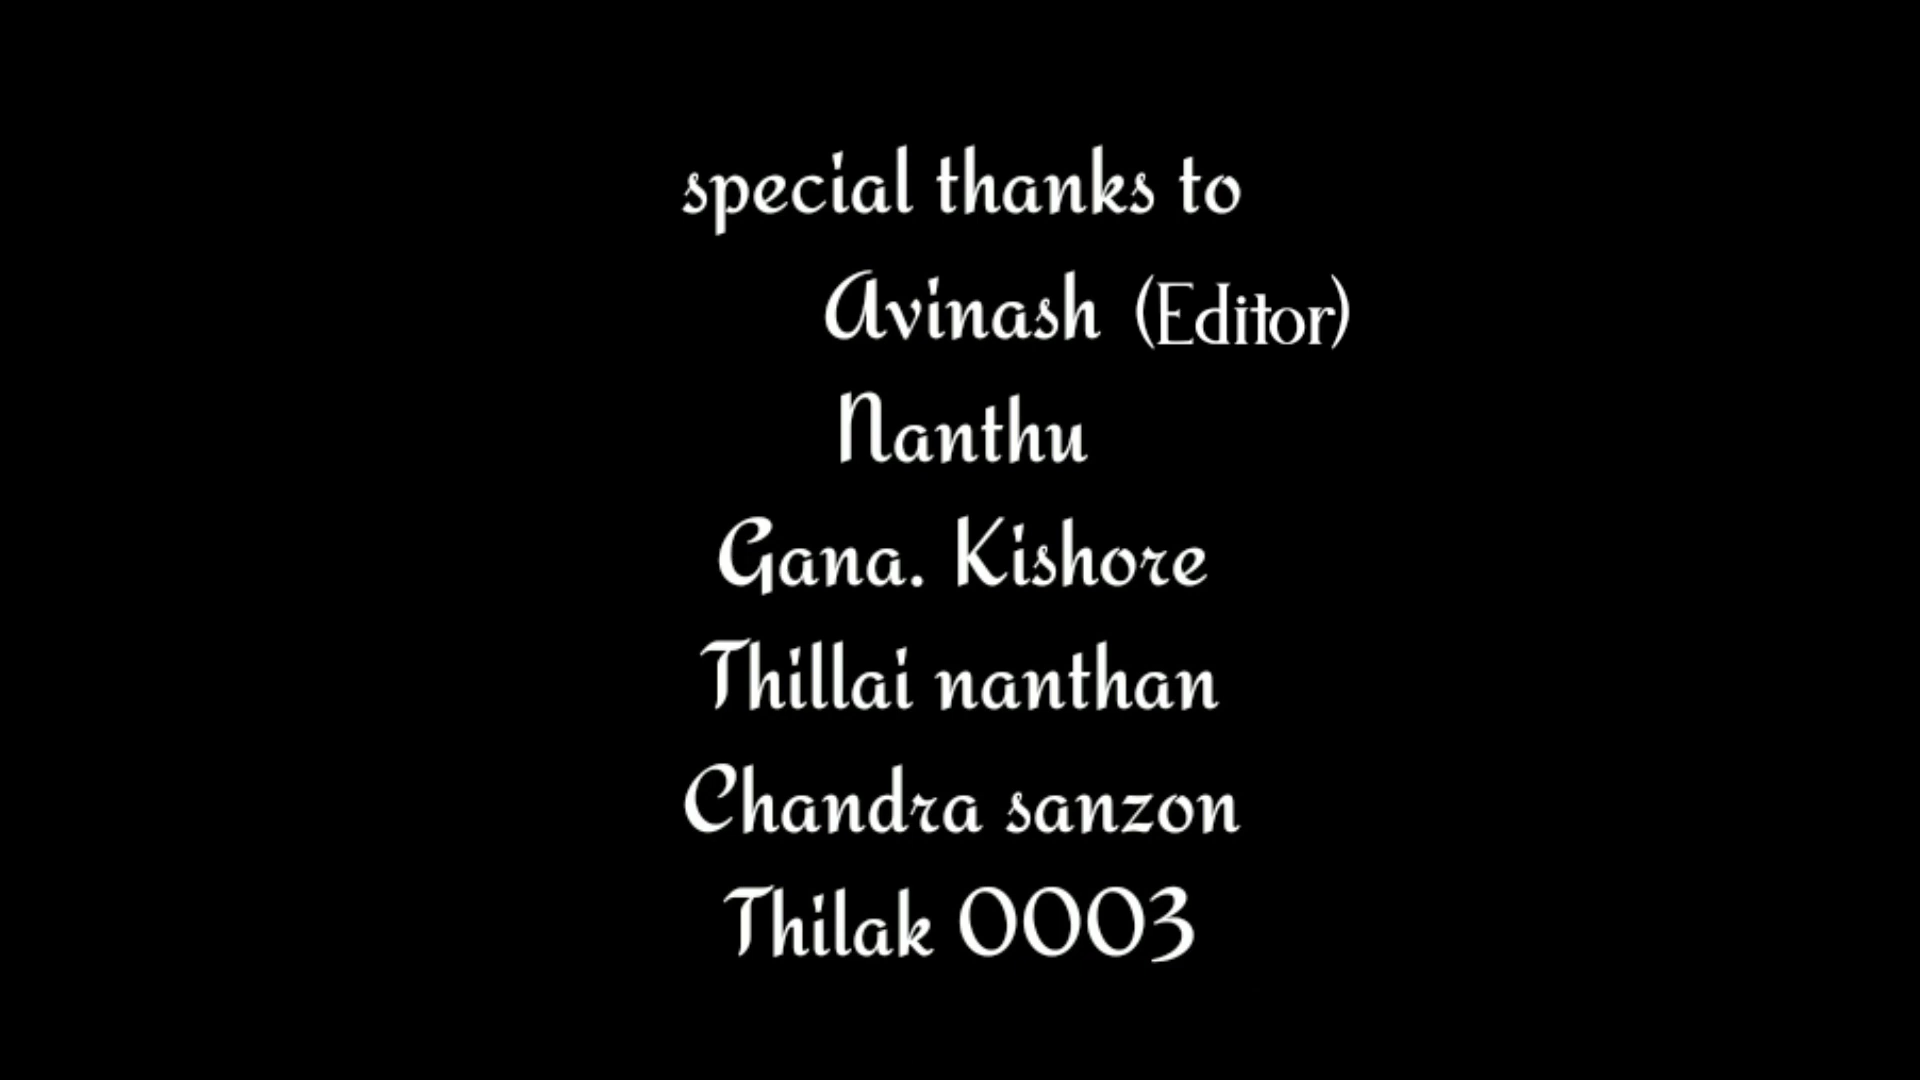 special thanks to
Avinash (Editor)
Nanthu
Gana. Kishore
Thillai nanthan
Chandra sanzon
Thilak 0003